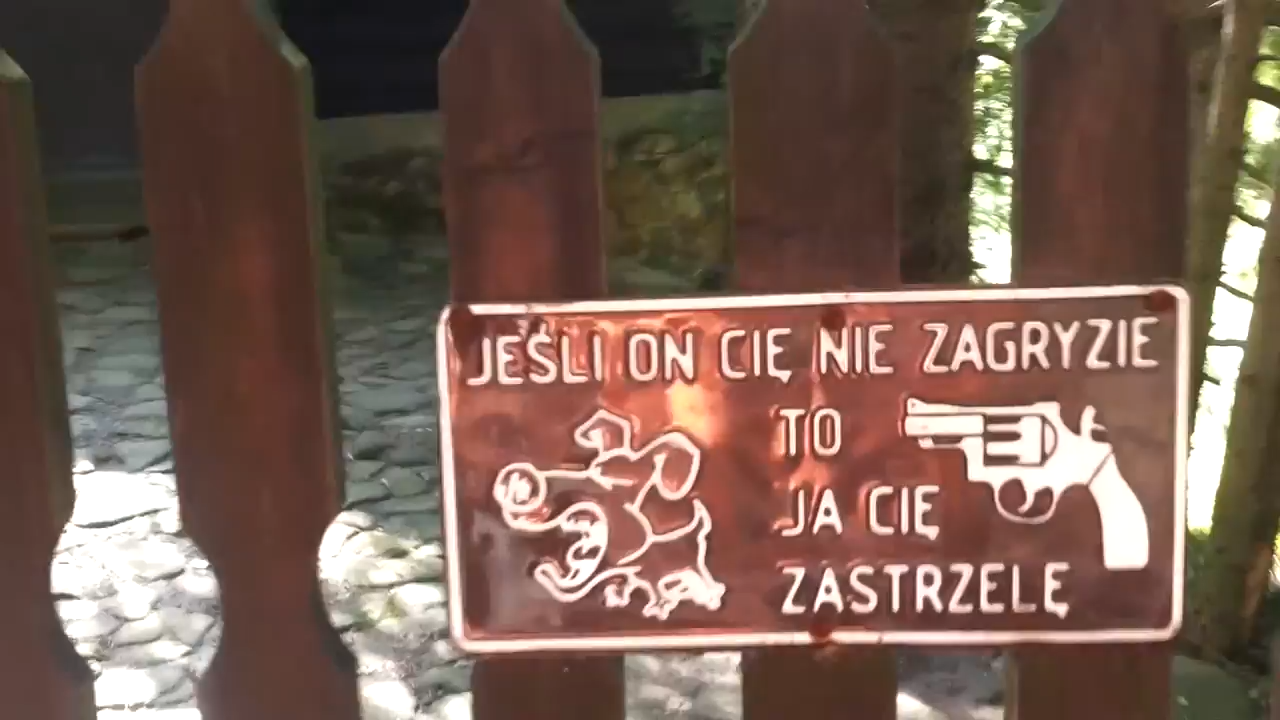 JEŚLI ON CIĘ NIE ZAGRYZIE
TO
JA CIĘ
ZASTRZELĘ